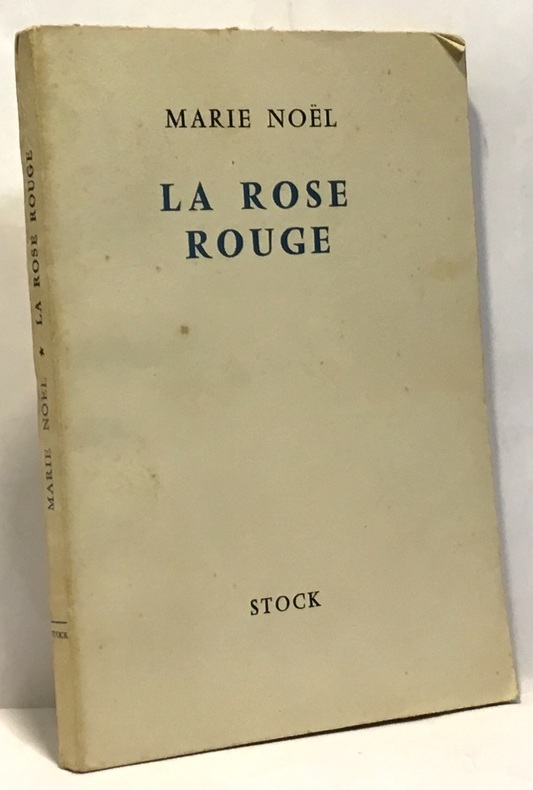 MARIE NOËL
LA ROSE
ROUGE
STOCK
MARIE NOËL * LA ROSE ROUGE
STOCK